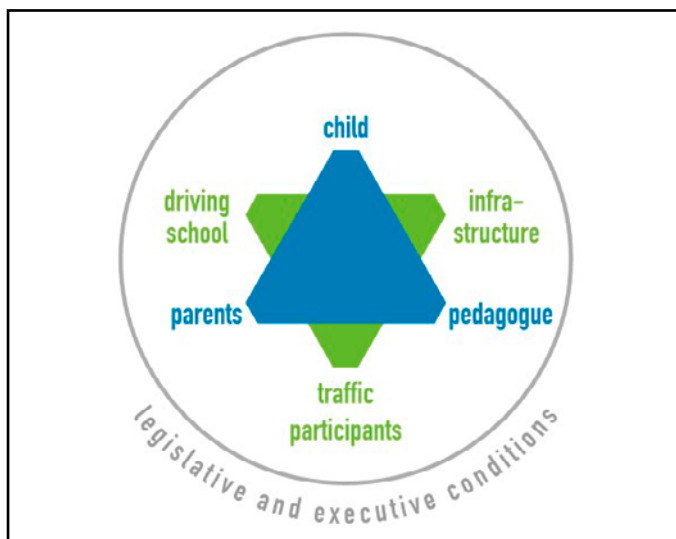 child
driving
school
infra-
structure
parents
pedagogue
traffic
participants
legislative and executive conditions